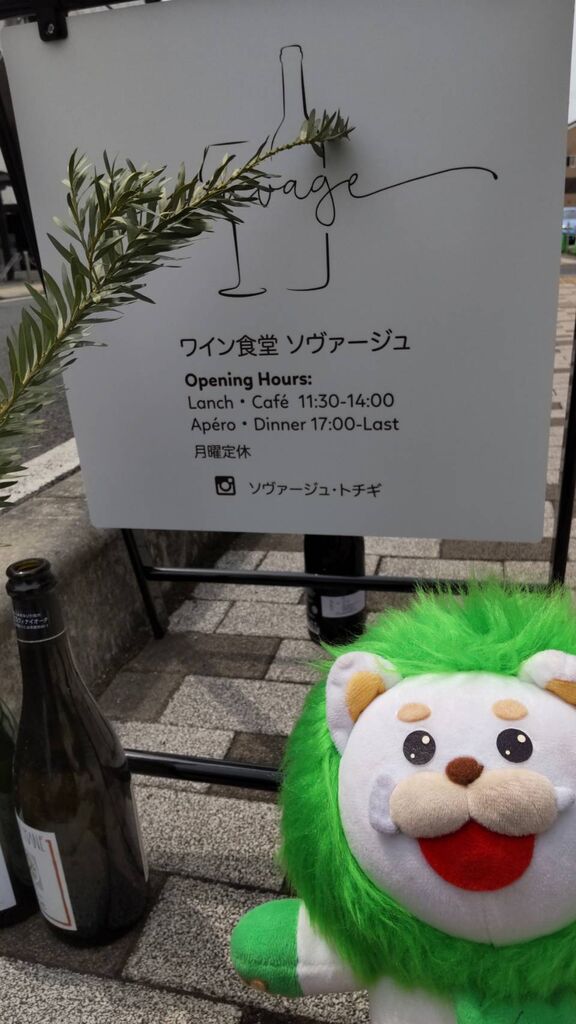 ワイン食堂 ソヴァージュ
Opening Hours:
Lanch・Café 11:30-14:00
Apéro・Dinner 17:00-Last
月曜定休
ソヴァージュ・トチギ